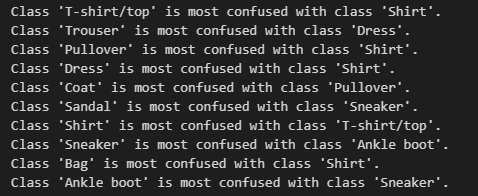 Class 'T-shirt/top' is most confused with class 'Shirt'.
Class 'Trouser' is most confused with class 'Dress'.
Class 'Pullover' is most confused with class 'Shirt'.
Class 'Dress' is most confused with class 'Shirt'.
Class 'Coat' is most confused with class 'Pullover'.
Class 'Sandal' is most confused with class 'Sneaker'.
Class 'Shirt' is most confused with class 'T-shirt/top'.
Class 'Sneaker' is most confused with class 'Ankle boot'.
Class 'Bag' is most confused with class 'Shirt'.
Class 'Ankle boot' is most confused with class 'Sneaker'.